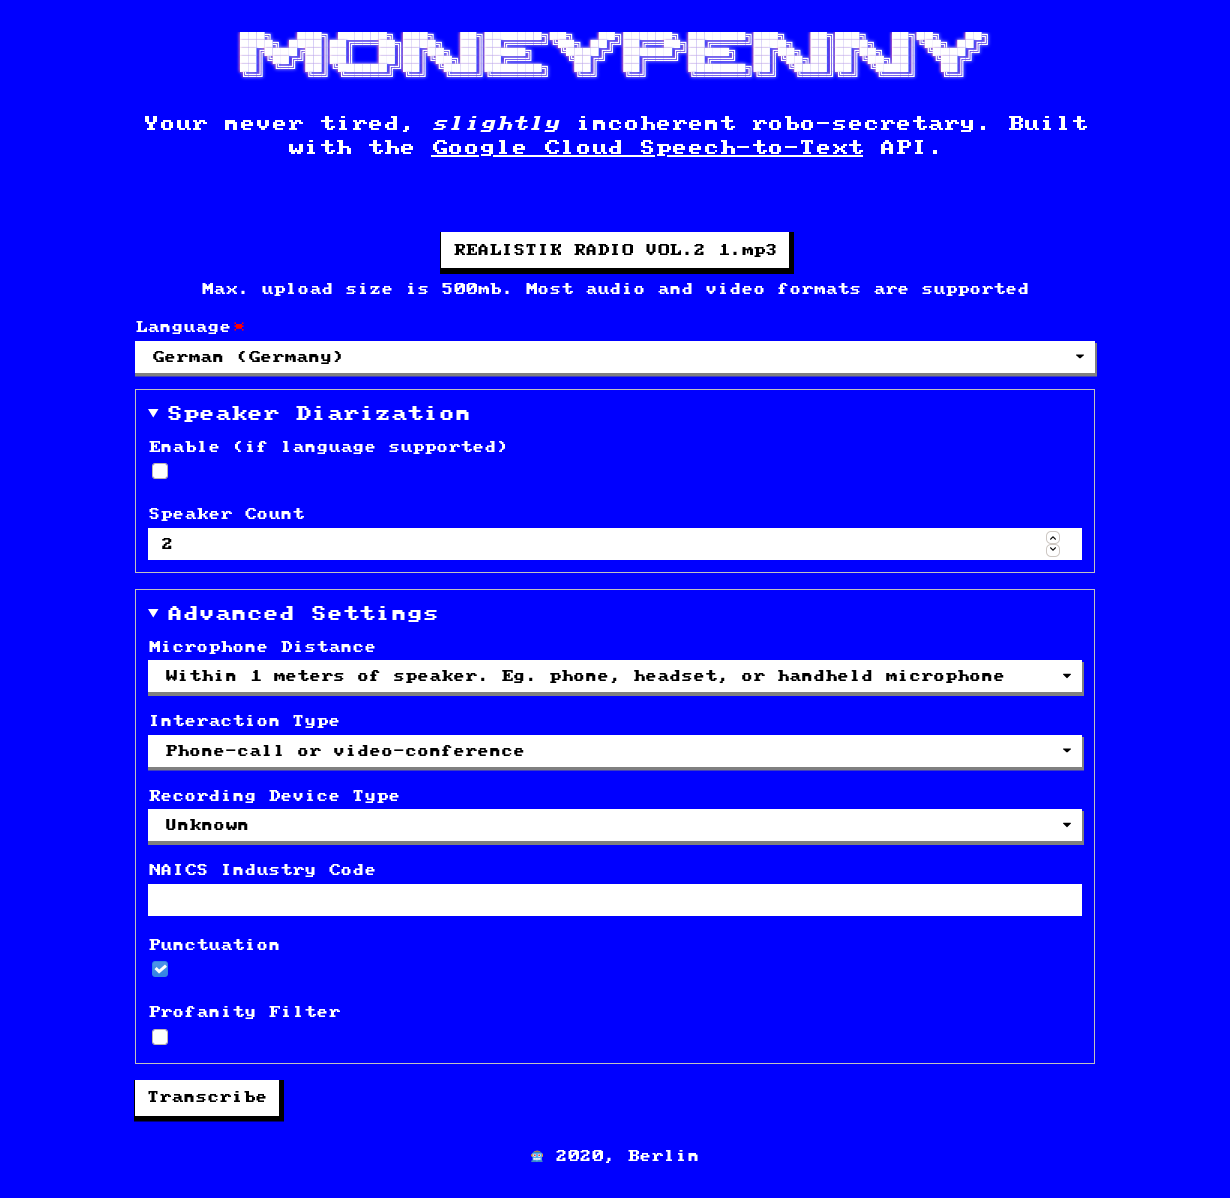 MONEYPENNY
Your never tired, slightly incoherent robo-secretary. Built
with the Google Cloud Speech-to-Text API.
REALISTIK RADIO VOL.2 1.mp3
Max. upload size is 500mb. Most audio and video formats are supported
Language*
German (Germany)
▼ Speaker Diarization
Enable (if language supported)
Speaker Count
2
▼ Advanced Settings
Microphone Distance
Within 1 meters of speaker. Eg. phone, headset, or handheld microphone
Interaction Type
Phone-call or video-conference
Recording Device Type
Unknown
NAICS Industry Code
Punctuation
Profanity Filter
Transcribe
🤖 2020, Berlin